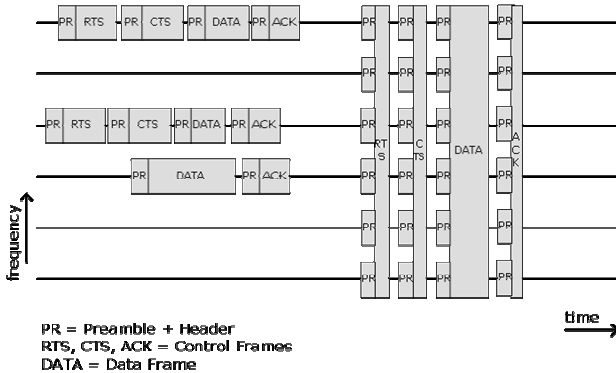 PR RTS PR CTS PR DATA PR ACK PR PR PR PR
PR PR PR PR
PR RTS PR CTS PR DATA PR ACK PR PR PR PR
RTS CTS DATA ACK
PR DATA PR ACK PR PR PR PR
PR PR PR PR
PR PR PR PR
frequency
time
PR = Preamble + Header
RTS, CTS, ACK = Control Frames
DATA = Data Frame